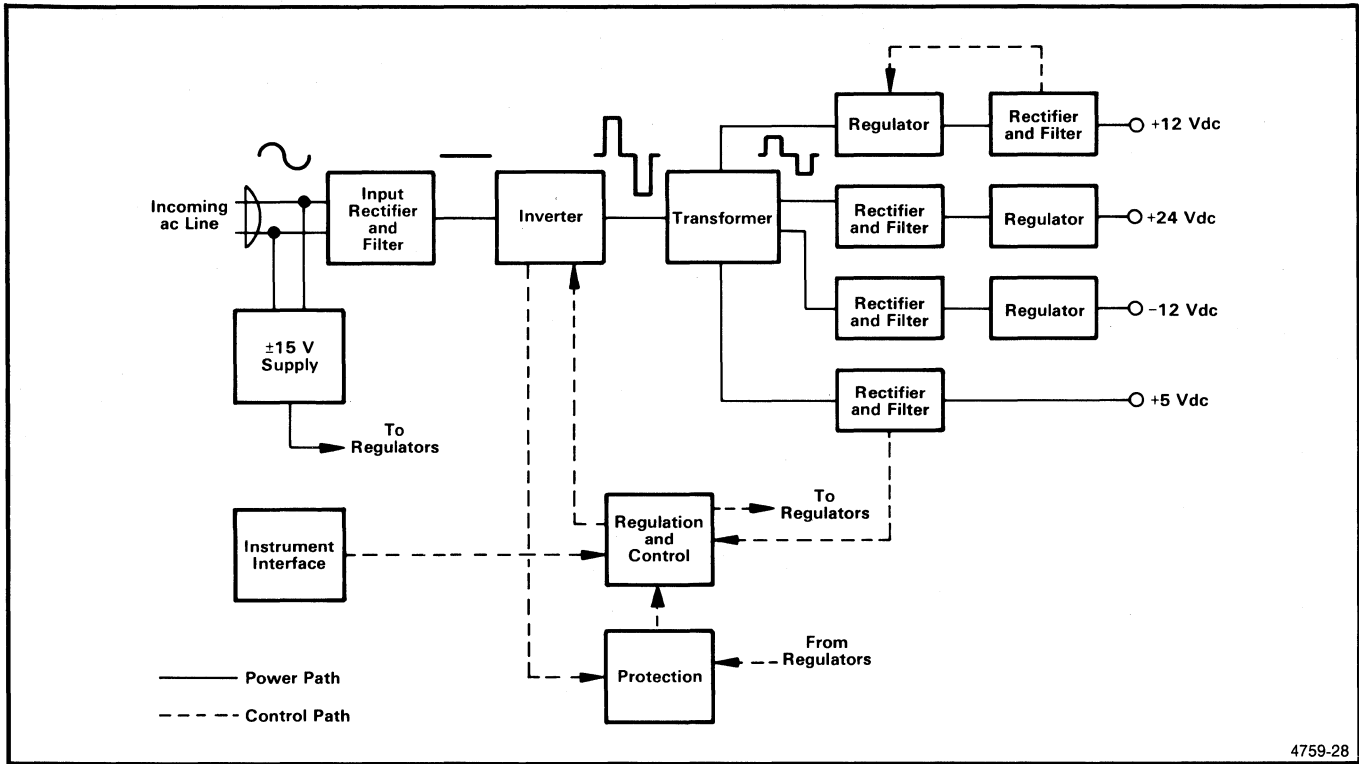 Regulator
Rectifier
and Filter
+12 Vdc
Incoming
ac Line
Input
Rectifier
and
Filter
Inverter
Transformer
Rectifier
and Filter
Regulator
+24 Vdc
Rectifier
and Filter
Regulator
−12 Vdc
±15 V
Supply
Rectifier
and Filter
+5 Vdc
To
Regulators
Instrument
Interface
Regulation
and
Control
To
Regulators
Protection
From
Regulators
Power Path
Control Path
4759-28